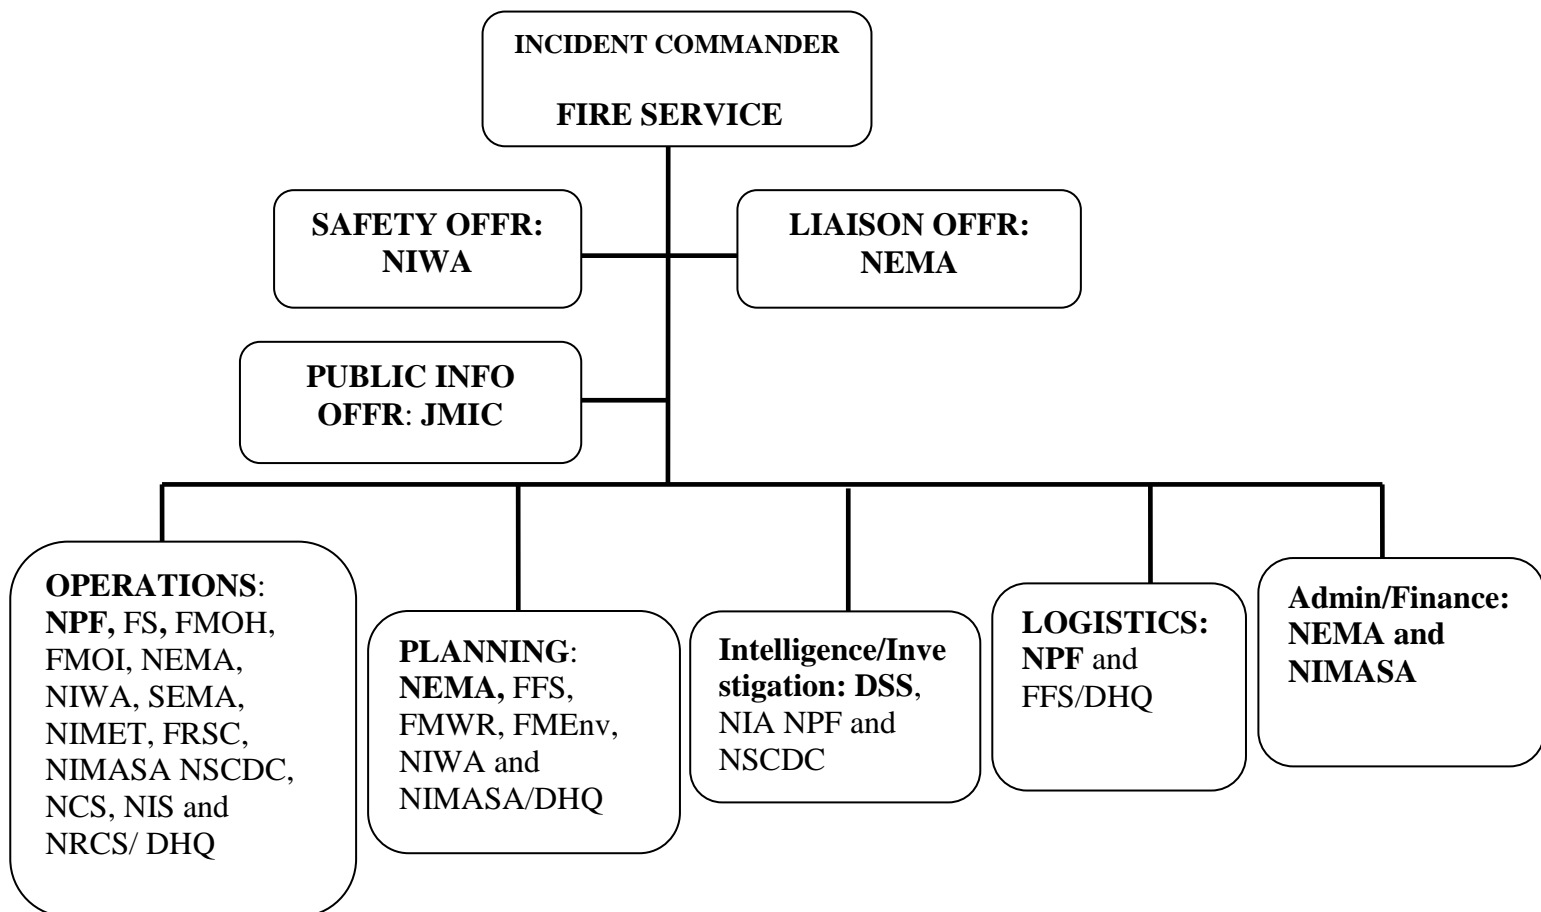 INCIDENT COMMANDER
FIRE SERVICE
SAFETY OFFR:
NIWA
LIAISON OFFR:
NEMA
PUBLIC INFO
OFFR: JMIC
OPERATIONS:
NPF, FS, FMOH,
FMOI, NEMA,
NIWA, SEMA,
NIMET, FRSC,
NIMASA NSCDC,
NCS, NIS and
NRCS/ DHQ
PLANNING:
NEMA, FFS,
FMWR, FMEnv,
NIWA and
NIMASA/DHQ
Intelligence/Inve
stigation: DSS,
NIA NPF and
NSCDC
LOGISTICS:
NPF and
FFS/DHQ
Admin/Finance:
NEMA and
NIMASA